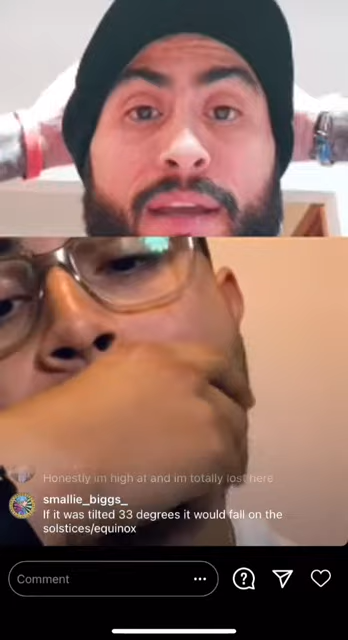 Honestly im high af and im totally lost here
smallie_biggs_
If it was tilted 33 degrees it would fall on the
solstices/equinox
Comment